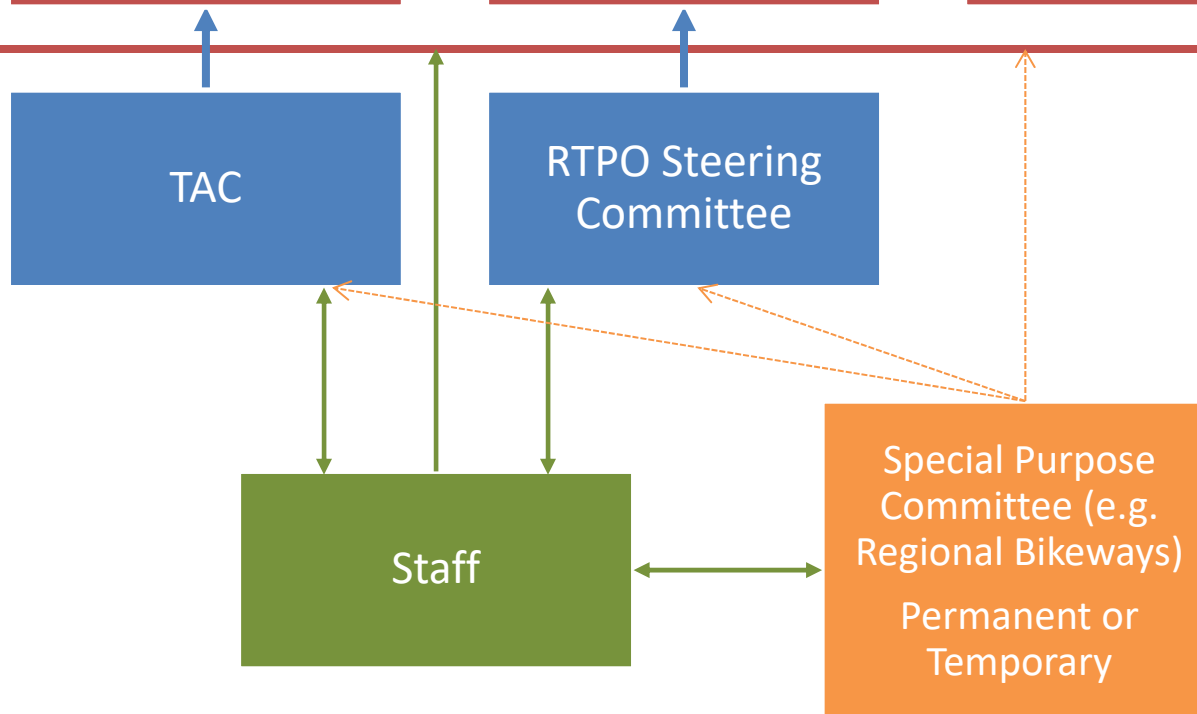 TAC
RTPO Steering
Committee
Staff
Special Purpose
Committee (e.g.
Regional Bikeways)
Permanent or
Temporary